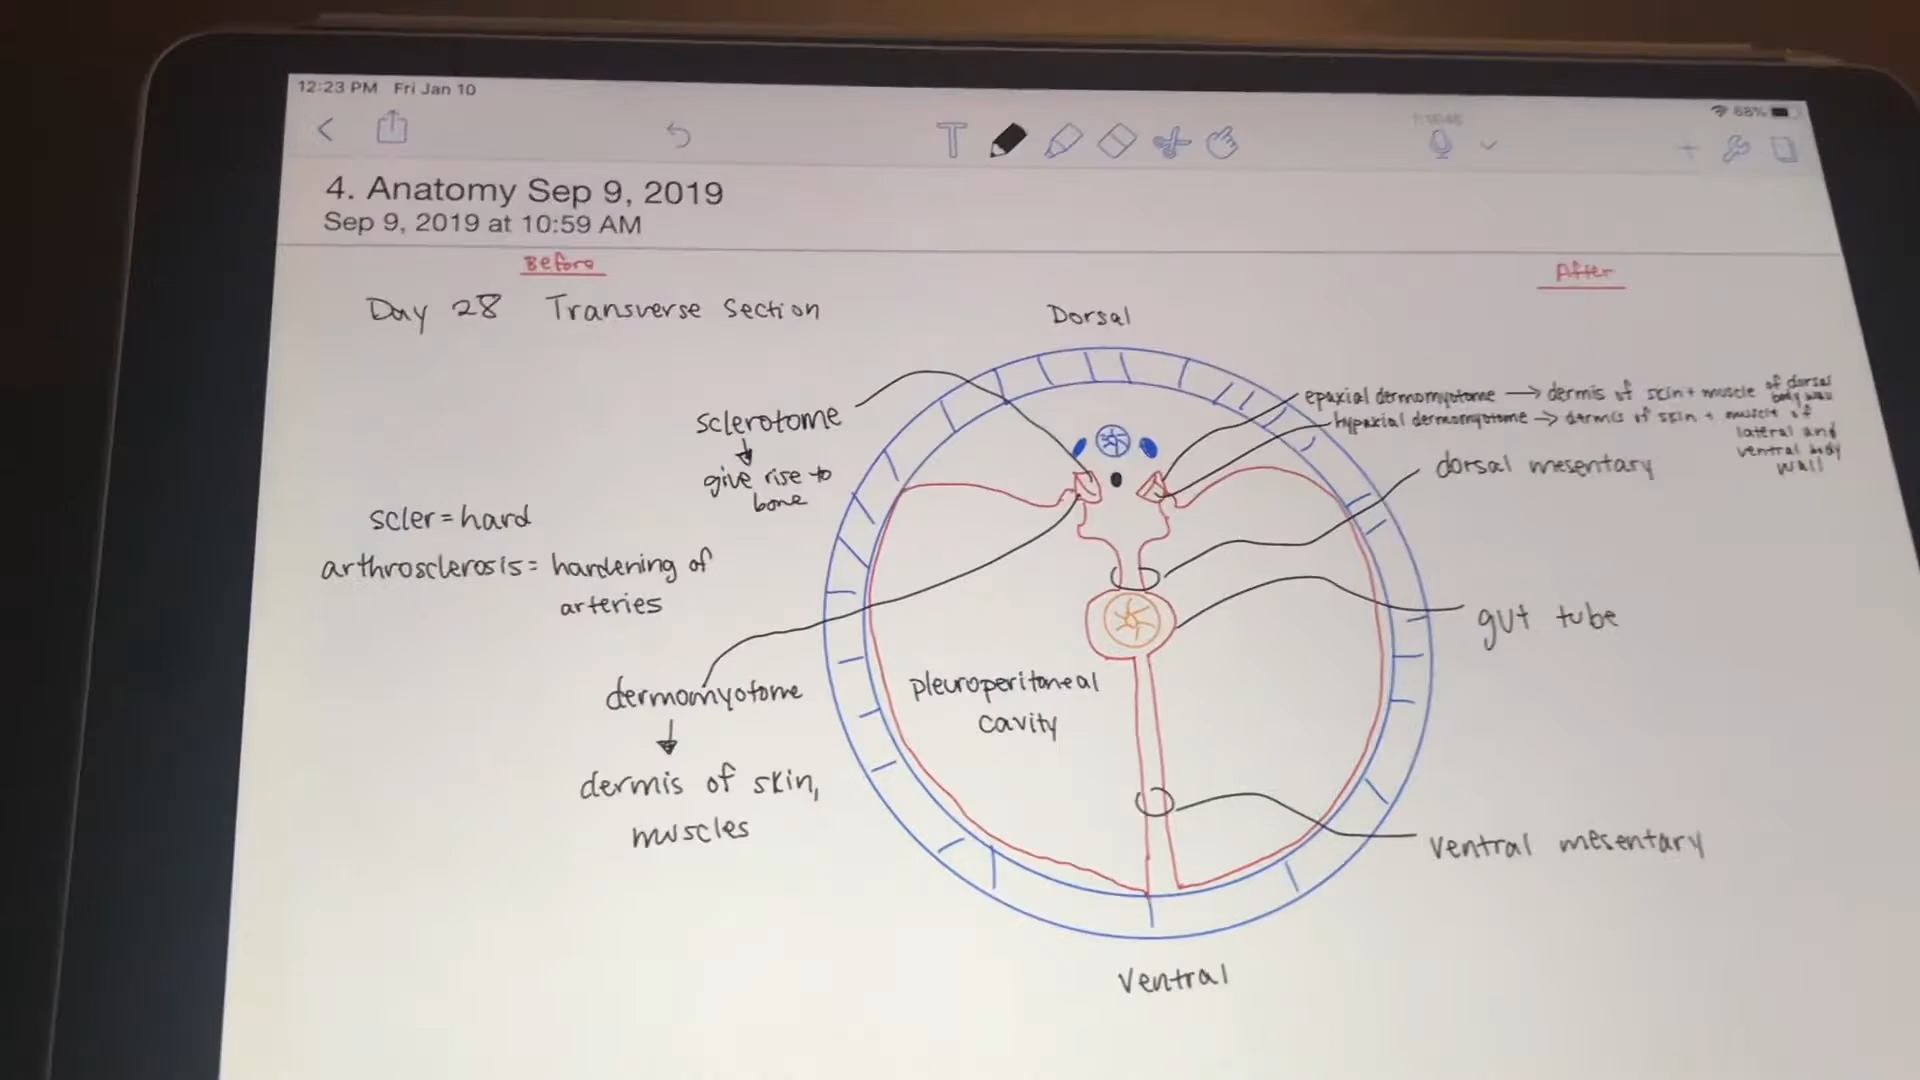 12:23 PM Fri Jan 10
68%
4. Anatomy Sep 9, 2019
Sep 9, 2019 at 10:59 AM
Before
After
Day 28 Transverse Section
Dorsal
sclerotome
give rise to
bone
scler = hard
arthrosclerosis = hardening of
arteries
dermomyotome
dermis of skin,
muscles
pleuroperitoneal
cavity
epaxial dermomyotome → dermis of skin + muscle of dorsal
body wall
hypaxial dermomyotome → dermis of skin + muscle of
lateral and
ventral body
wall
dorsal mesentary
gut tube
ventral mesentary
Ventral